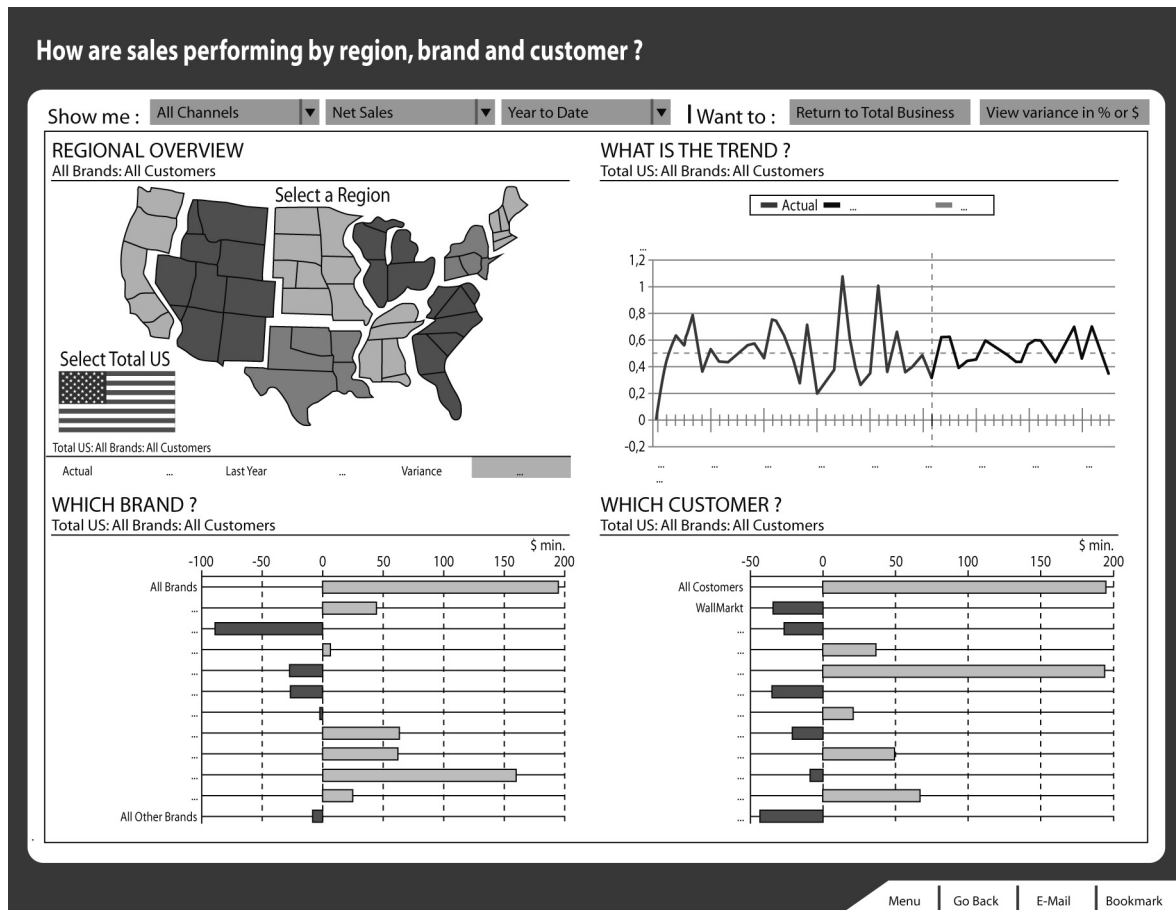 How are sales performing by region, brand and customer ?
Show me : All Channels Net Sales Year to Date I Want to : Return to Total Business View variance in % or $
REGIONAL OVERVIEW
All Brands: All Customers
Select a Region
Select Total US
Total US: All Brands: All Customers
Actual ... Last Year ... Variance ...
WHAT IS THE TREND ?
Total US: All Brands: All Customers
Actual ... ...
...
1,2
1
0,8
0,6
0,4
0,2
0
-0,2
... ... ... ... ... ... ... ... ...
...
WHICH BRAND ?
Total US: All Brands: All Customers
$ min.
-100 -50 0 50 100 150 200
All Brands
...
...
...
...
...
...
...
...
...
...
All Other Brands
WHICH CUSTOMER ?
Total US: All Brands: All Customers
$ min.
-50 0 50 100 150 200
All Costomers
WallMarkt
...
...
...
...
...
...
...
...
...
...
Menu Go Back E-Mail Bookmark